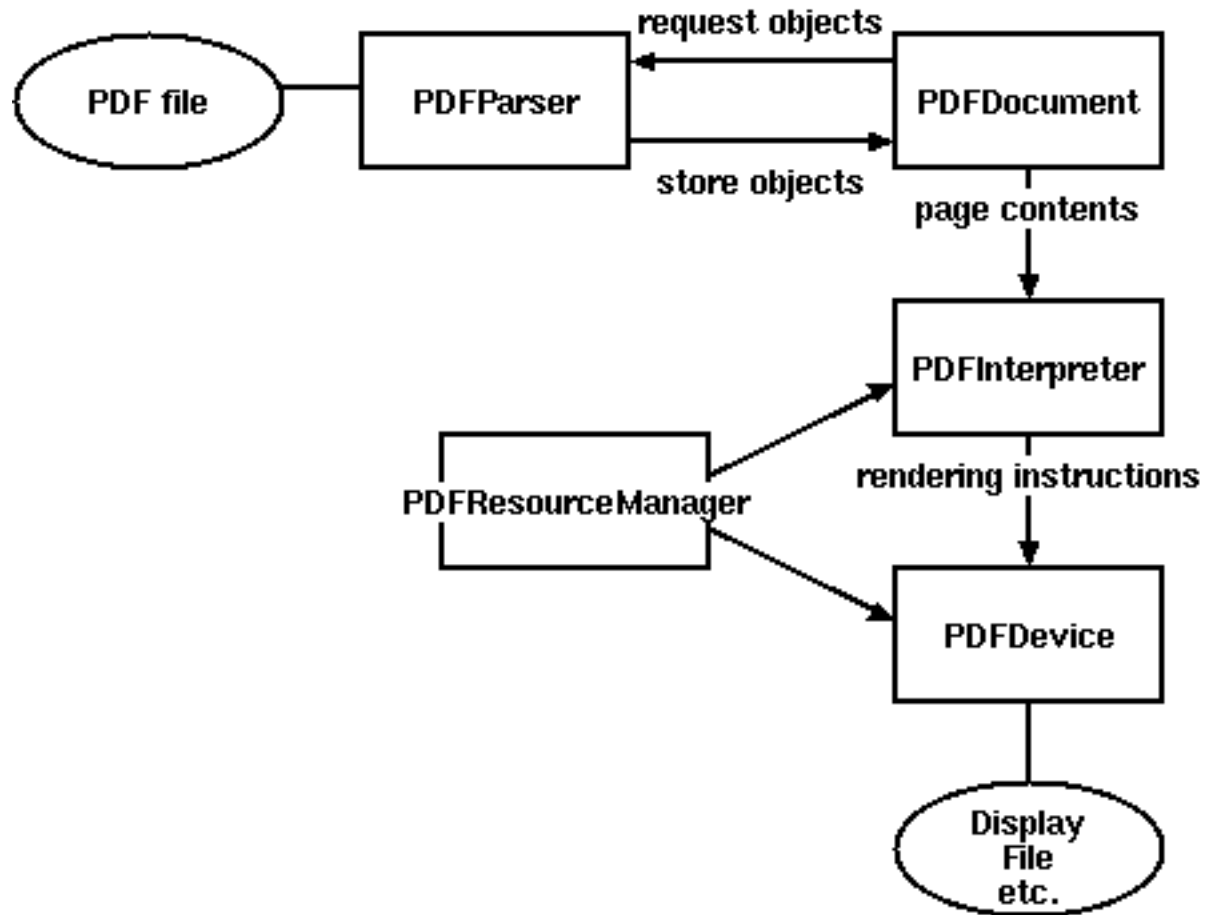 request objects
PDF file
PDFParser
PDFDocument
store objects
page contents
PDFInterpreter
rendering instructions
PDFResourceManager
PDFDevice
Display
File
etc.